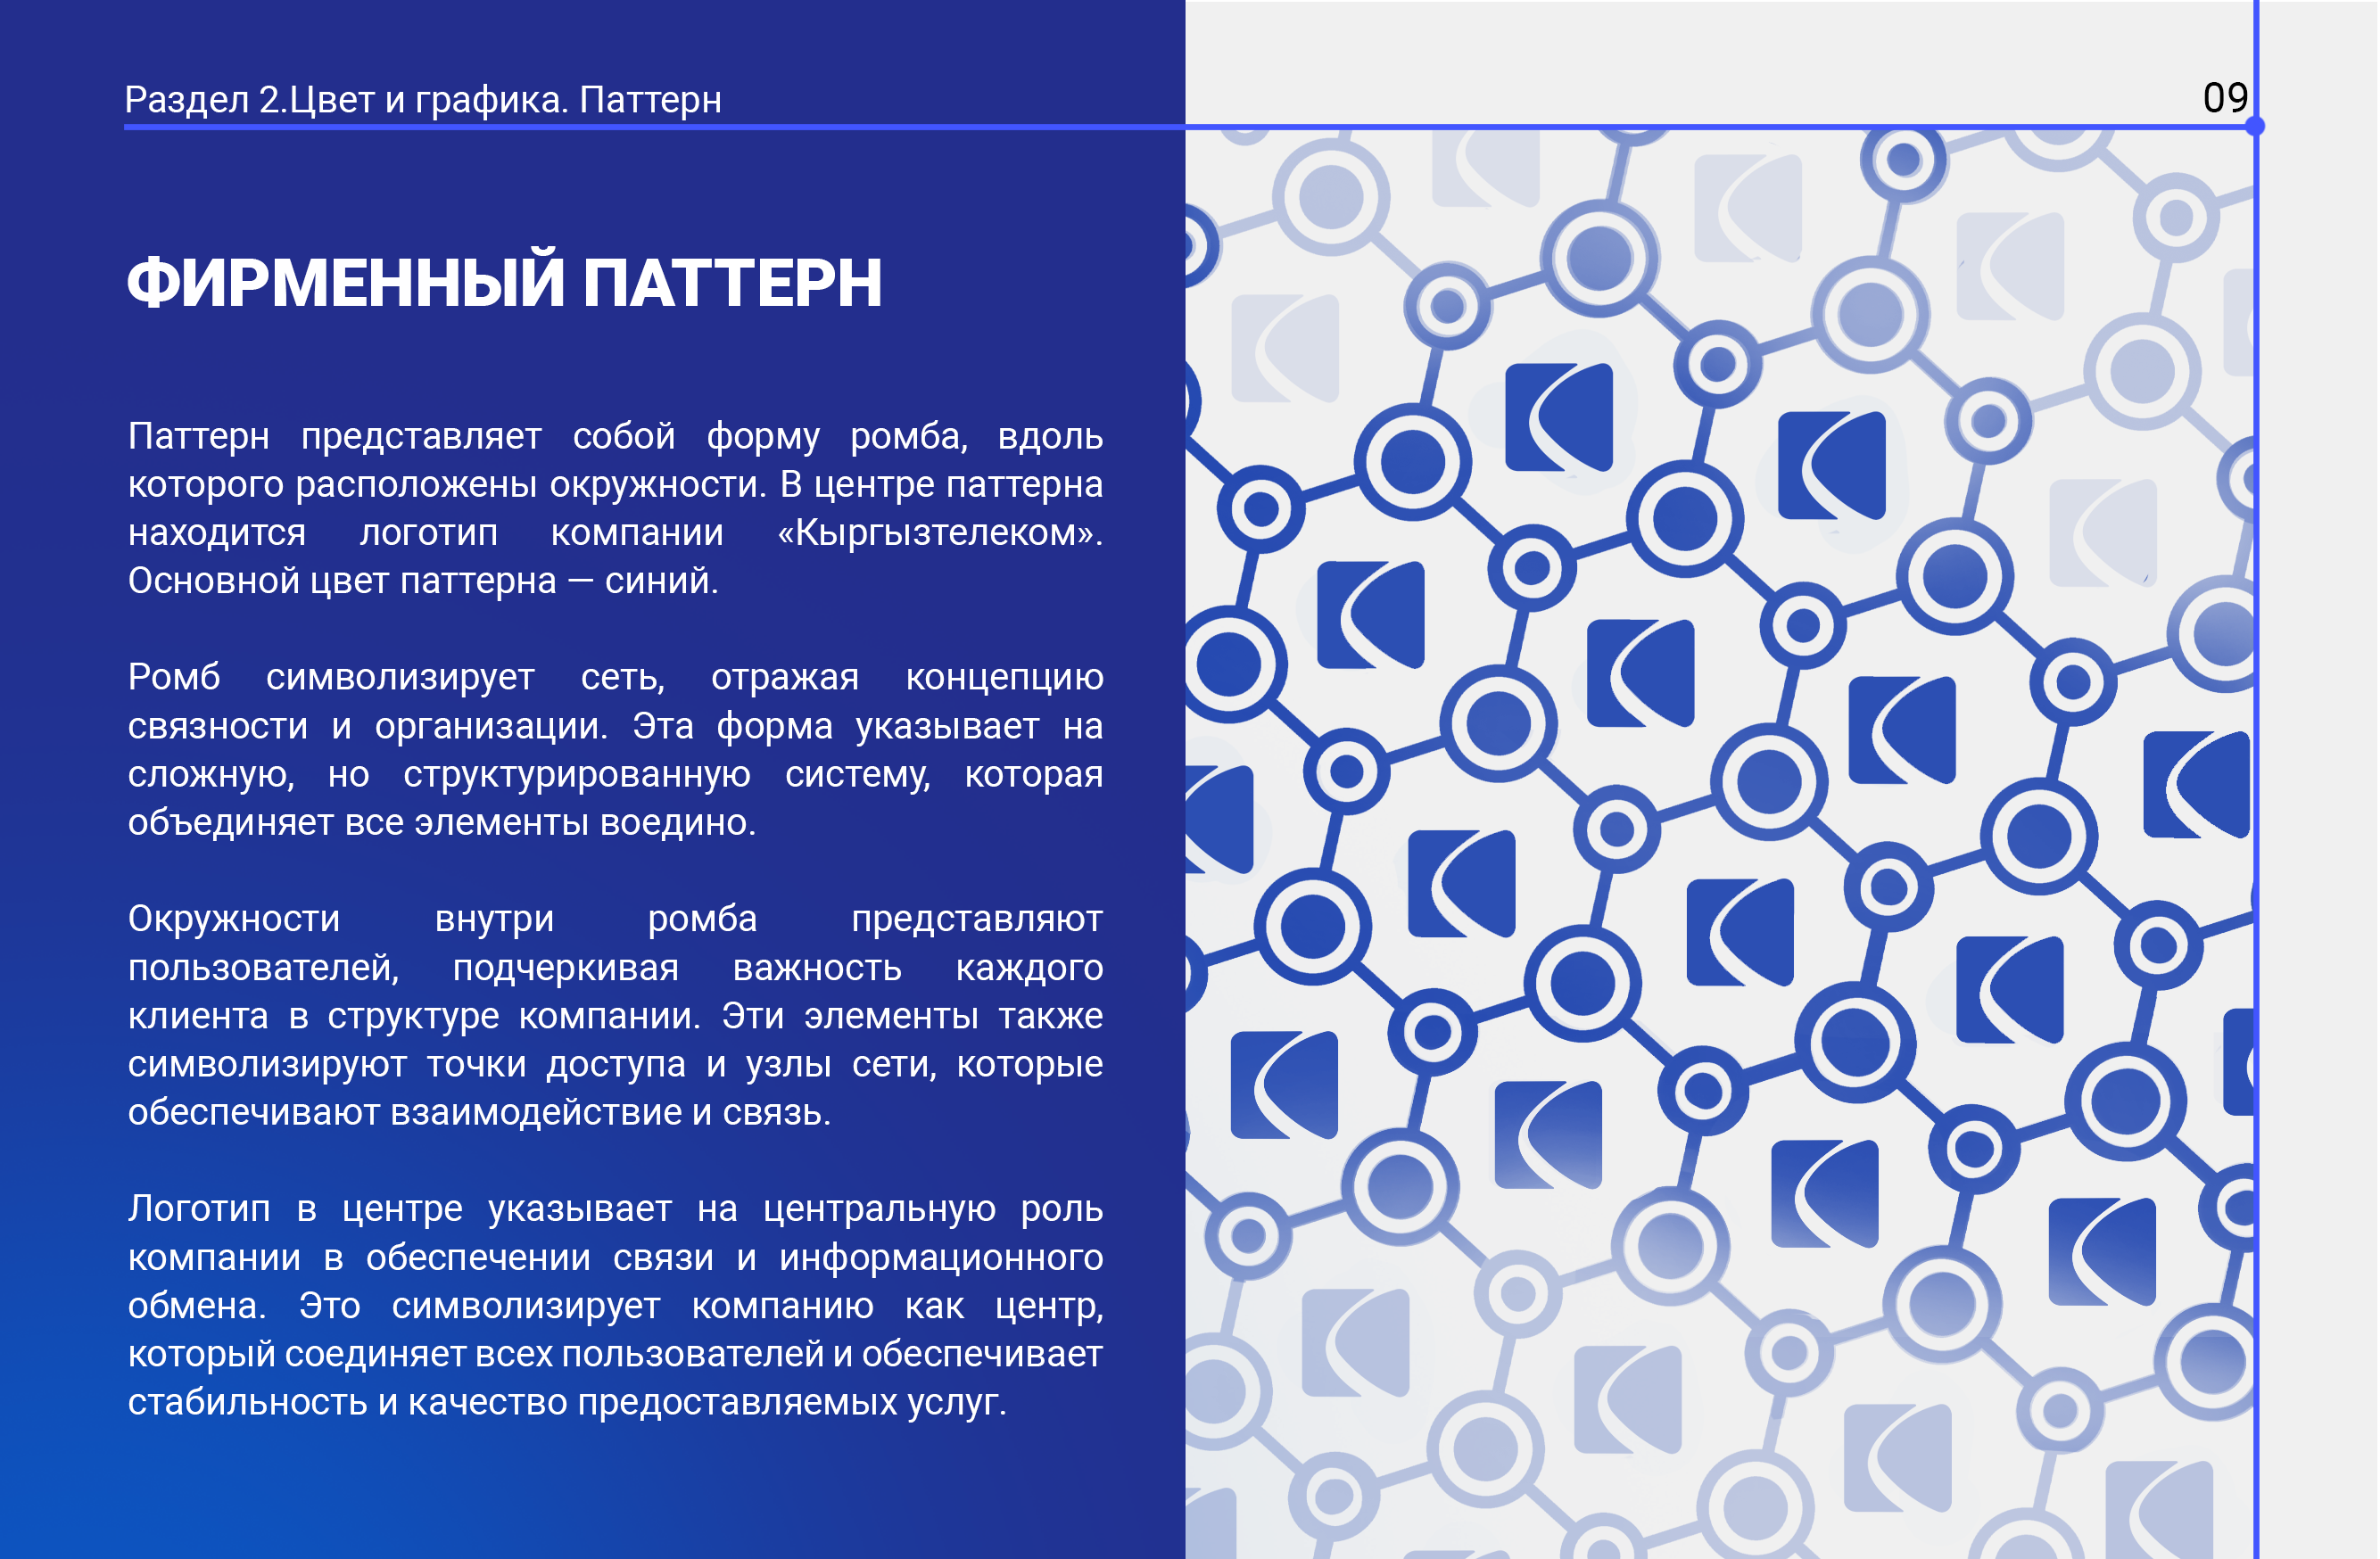 Раздел 2.Цвет и графика. Паттерн
09
ФИРМЕННЫЙ ПАТТЕРН
Паттерн представляет собой форму ромба, вдоль
которого расположены окружности. В центре паттерна
находится логотип компании «Кыргызтелеком».
Основной цвет паттерна — синий.
Ромб символизирует сеть, отражая концепцию
связности и организации. Эта форма указывает на
сложную, но структурированную систему, которая
объединяет все элементы воедино.
Окружности внутри ромба представляют
пользователей, подчеркивая важность каждого
клиента в структуре компании. Эти элементы также
символизируют точки доступа и узлы сети, которые
обеспечивают взаимодействие и связь.
Логотип в центре указывает на центральную роль
компании в обеспечении связи и информационного
обмена. Это символизирует компанию как центр,
который соединяет всех пользователей и обеспечивает
стабильность и качество предоставляемых услуг.